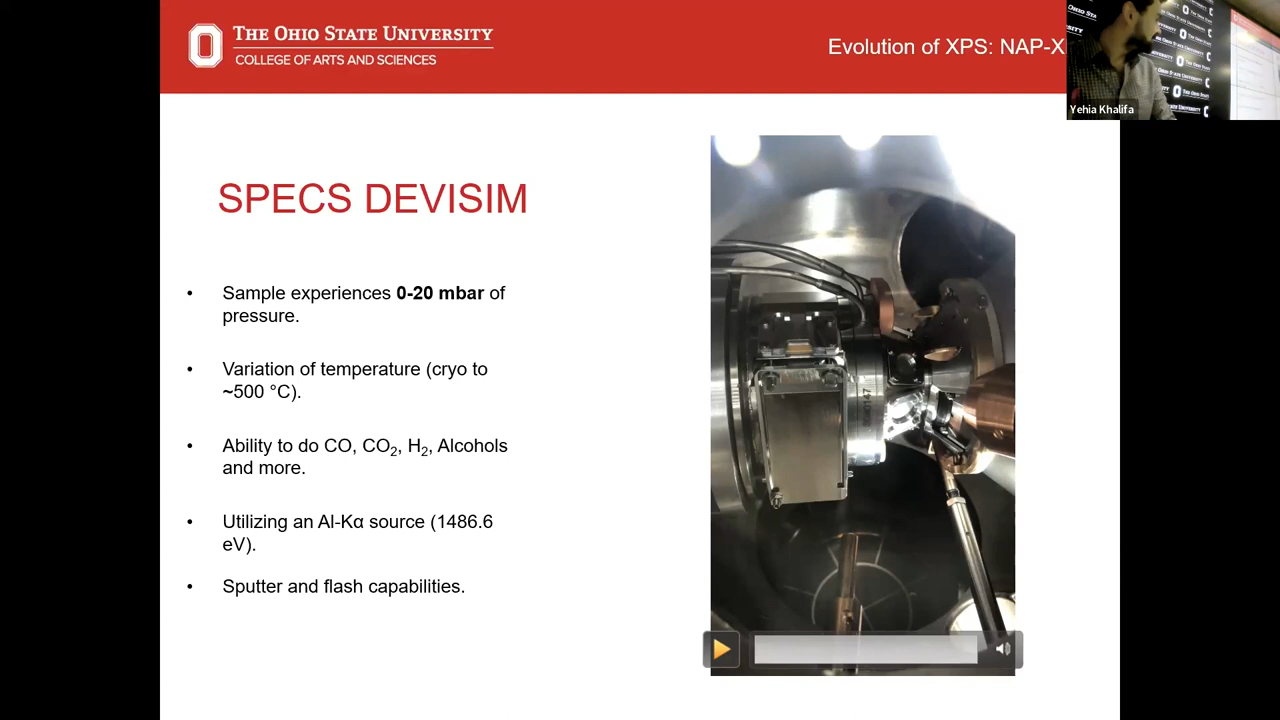 THE OHIO STATE UNIVERSITY
COLLEGE OF ARTS AND SCIENCES
Evolution of XPS: NAP-X
Yehia Khalifa
SPECS DEVISIM
• Sample experiences 0-20 mbar of
pressure.
• Variation of temperature (cryo to
~500 °C).
• Ability to do CO, CO₂, H₂, Alcohols
and more.
• Utilizing an Al-Kα source (1486.6
eV).
• Sputter and flash capabilities.